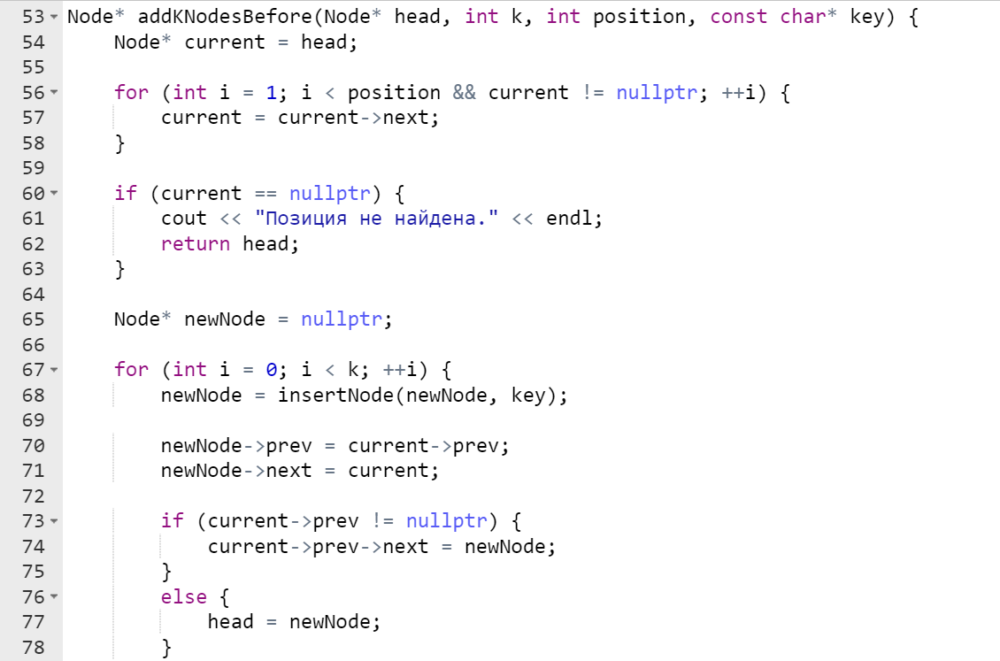 53 Node* addKNodesBefore(Node* head, int k, int position, const char* key) {
54     Node* current = head;
55
56     for (int i = 1; i < position && current != nullptr; ++i) {
57         current = current->next;
58     }
59
60     if (current == nullptr) {
61         cout << "Позиция не найдена." << endl;
62         return head;
63     }
64
65     Node* newNode = nullptr;
66
67     for (int i = 0; i < k; ++i) {
68         newNode = insertNode(newNode, key);
69
70         newNode->prev = current->prev;
71         newNode->next = current;
72
73         if (current->prev != nullptr) {
74             current->prev->next = newNode;
75         }
76         else {
77             head = newNode;
78         }